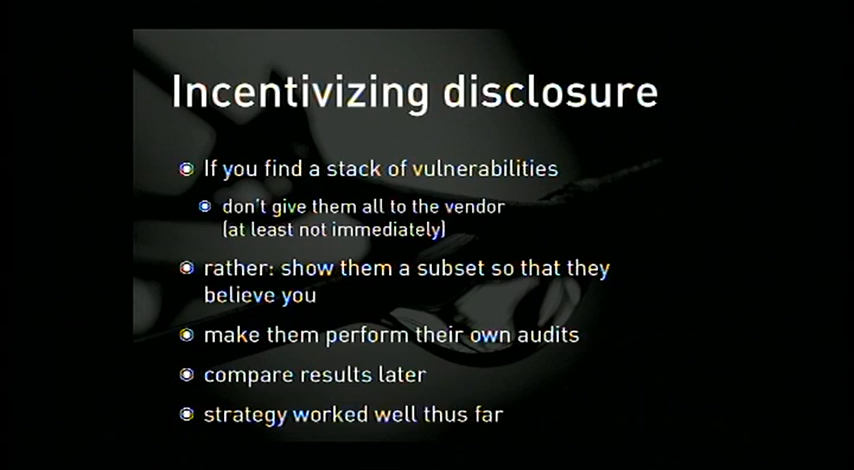 Incentivizing disclosure
If you find a stack of vulnerabilities
don't give them all to the vendor
(at least not immediately)
rather: show them a subset so that they
believe you
make them perform their own audits
compare results later
strategy worked well thus far